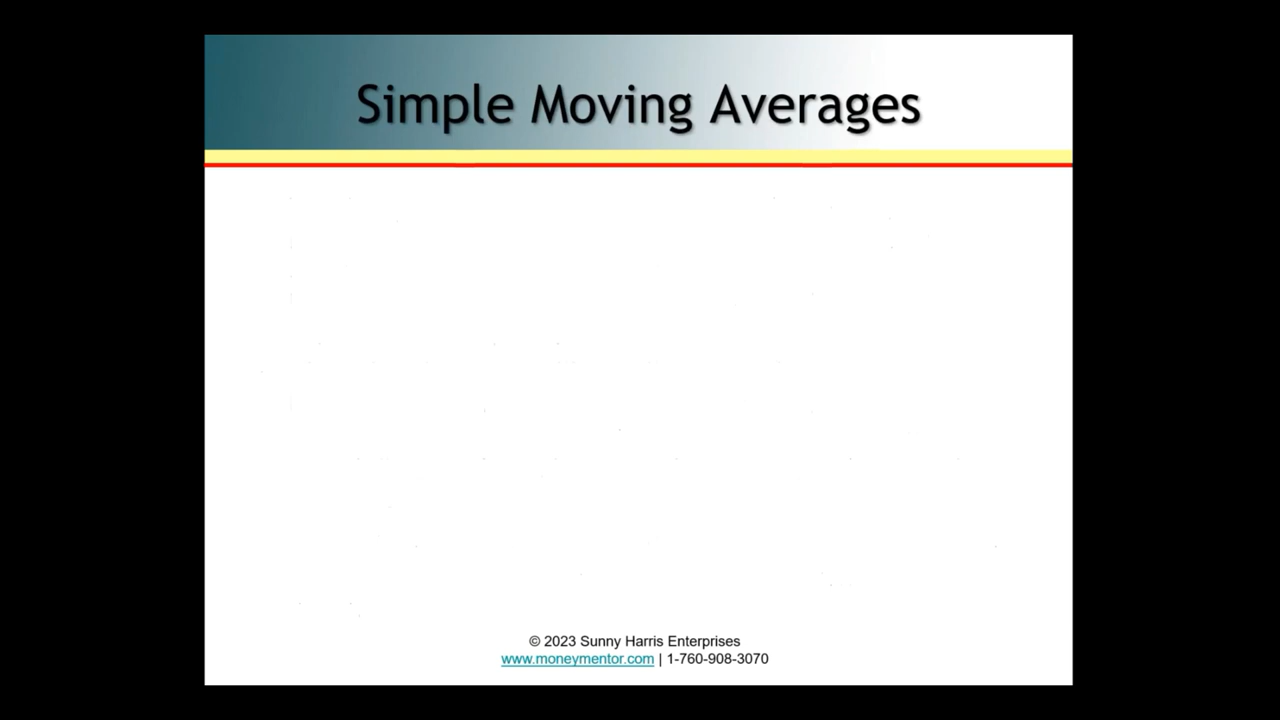 Simple Moving Averages
© 2023 Sunny Harris Enterprises
www.moneymentor.com | 1-760-908-3070